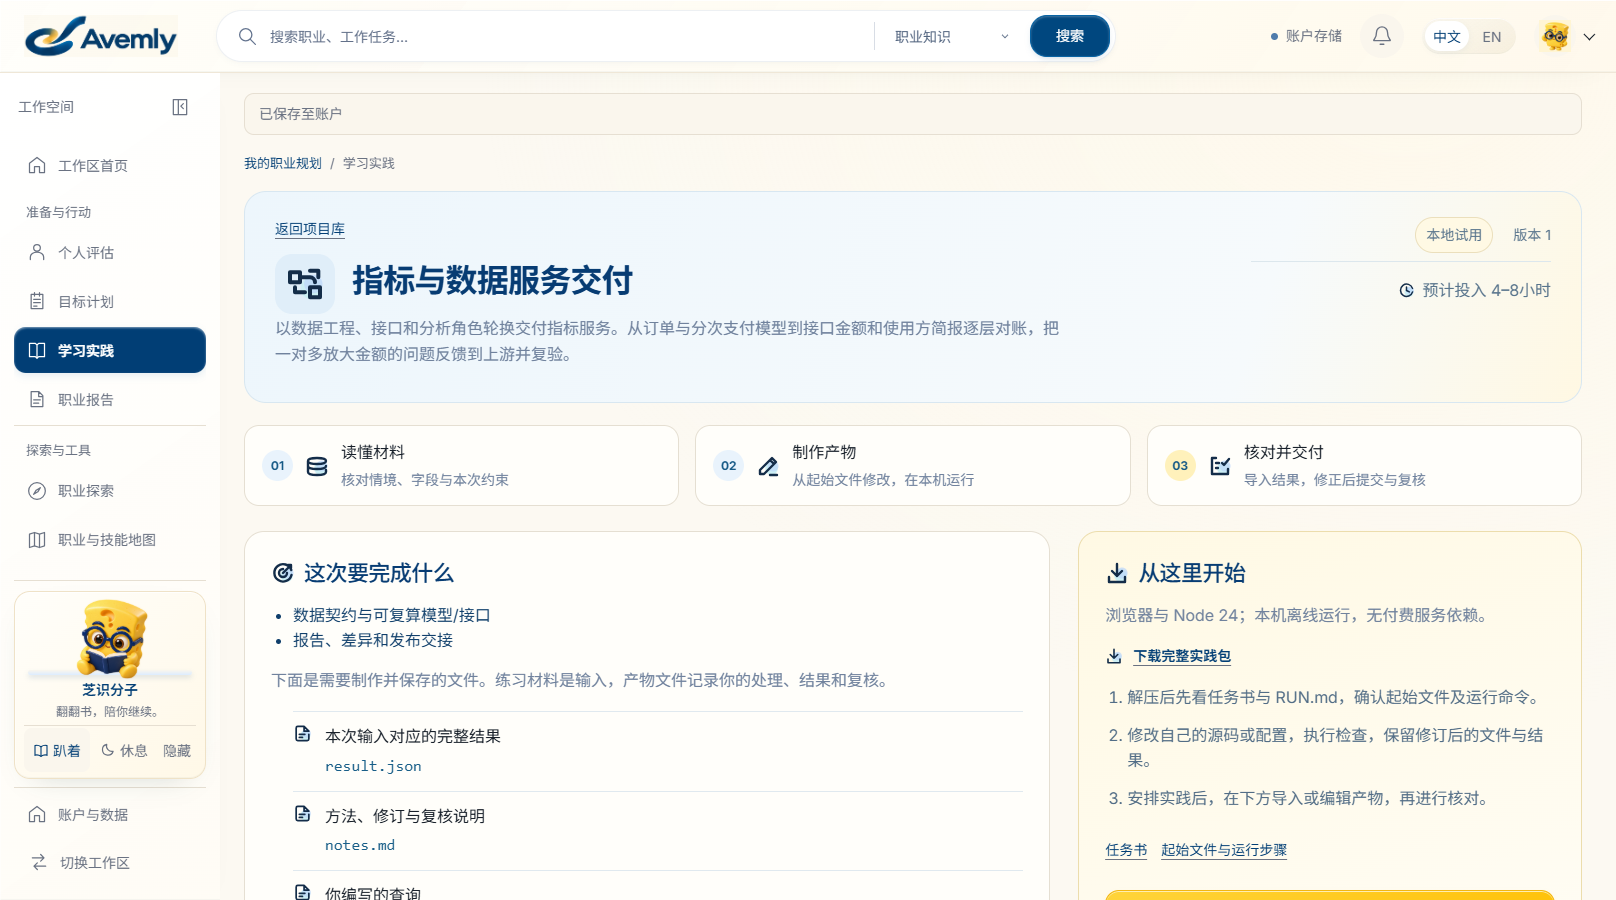 Avemly
搜索职业、工作任务...
职业知识
搜索
账户存储
中文
EN
工作空间
工作区首页
准备与行动
个人评估
目标计划
学习实践
职业报告
探索与工具
职业探索
职业与技能地图
芝识分子
翻翻书，陪你继续。
趴着
休息
隐藏
账户与数据
切换工作区
已保存至账户
我的职业规划 / 学习实践
返回项目库
指标与数据服务交付
以数据工程、接口和分析角色轮换交付指标服务。从订单与分次支付模型到接口金额和使用方简报逐层对账，把
一对多放大金额的问题反馈到上游并复验。
本地试用
版本 1
预计投入 4–8小时
01
读懂材料
核对情境、字段与本次约束
02
制作产物
从起始文件修改，在本机运行
03
核对并交付
导入结果，修正后提交与复核
这次要完成什么
数据契约与可复算模型/接口
报告、差异和发布交接
下面是需要制作并保存的文件。练习材料是输入，产物文件记录你的处理、结果和复核。
本次输入对应的完整结果
result.json
方法、修订与复核说明
notes.md
你编写的查询
从这里开始
浏览器与 Node 24；本机离线运行，无付费服务依赖。
下载完整实践包
1. 解压后先看任务书与 RUN.md，确认起始文件及运行命令。
2. 修改自己的源码或配置，执行检查，保留修订后的文件与结
果。
3. 安排实践后，在下方导入或编辑产物，再进行核对。
任务书
起始文件与运行步骤